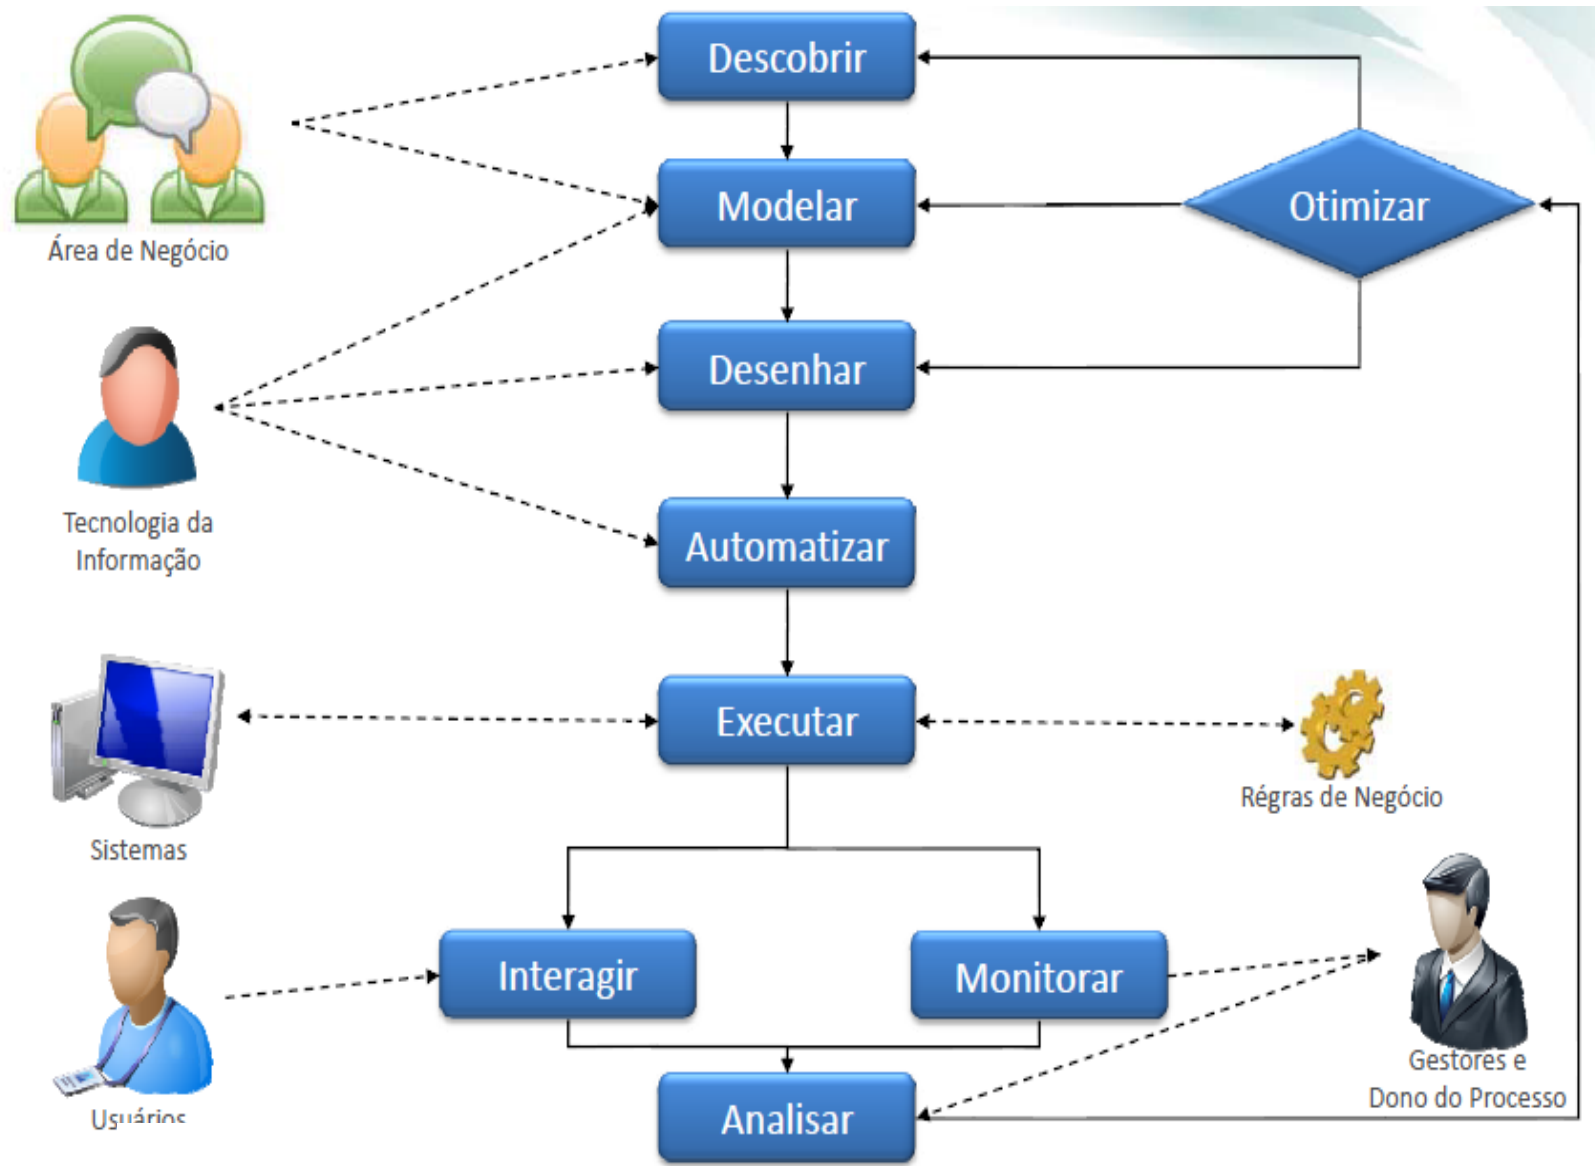 Descobrir
Modelar
Otimizar
Área de Negócio
Desenhar
Tecnologia da
Informação
Automatizar
Executar
Sistemas
Régras de Negócio
Interagir
Monitorar
Gestores e
Dono do Processo
Usuários
Analisar